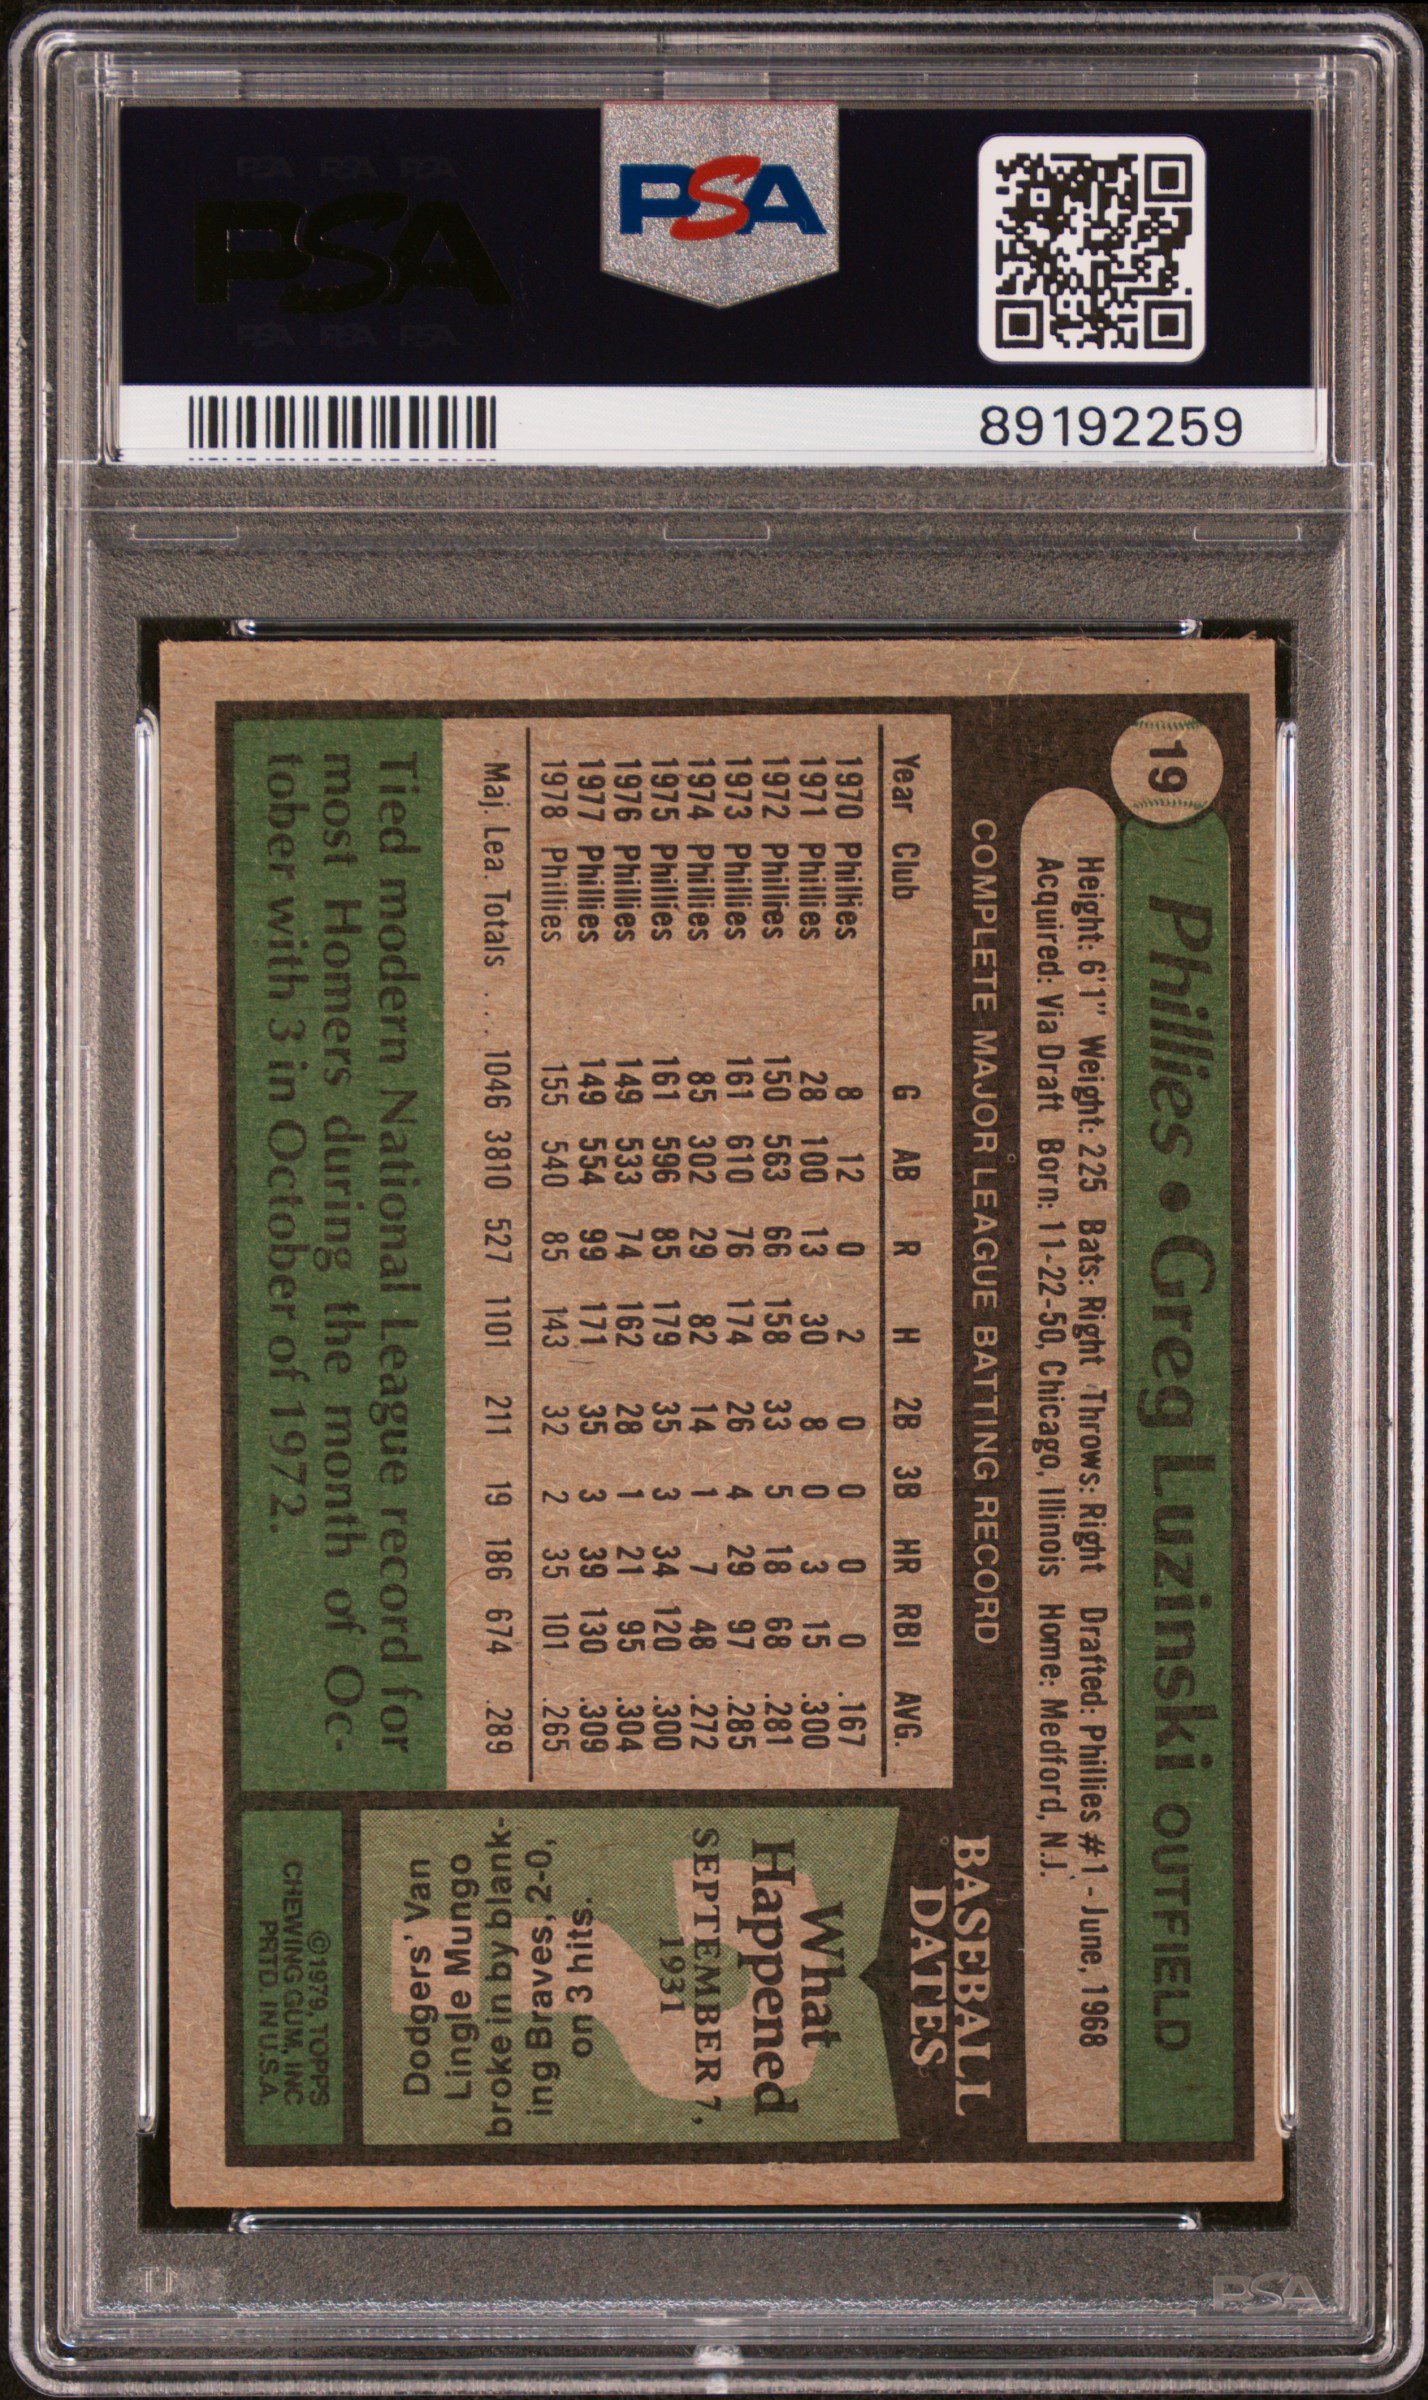 PSA PSA PSA
PSA
PSA PSA PSA
PSA
89192259
19
Phillies • Greg Luzinski OUTFIELD
Height: 6'1" Weight: 225 Bats: Right Throws: Right Drafted: Phillies #1 - June, 1968
Acquired: Via Draft Born: 11-22-50, Chicago, Illinois Home: Medford, N.J.
COMPLETE MAJOR LEAGUE BATTING RECORD
Year Club G AB R H 2B 3B HR RBI AVG.
1970 Phillies 8 12 0 2 0 0 0 0 .167
1971 Phillies 28 100 13 30 8 0 3 15 .300
1972 Phillies 150 563 66 158 33 5 18 68 .281
1973 Phillies 161 610 76 174 26 4 29 97 .285
1974 Phillies 85 302 29 82 14 1 7 48 .272
1975 Phillies 161 596 85 179 35 3 34 120 .300
1976 Phillies 149 533 74 162 28 1 21 95 .304
1977 Phillies 149 554 99 171 35 3 39 130 .309
1978 Phillies 155 540 85 143 32 2 35 101 .265
Maj. Lea. Totals ... 1046 3810 527 1101 211 19 186 674 .289
Tied modern National League record for
most Homers during the month of Oc-
tober with 3 in October of 1972.
BASEBALL
DATES
What
Happened
SEPTEMBER 7,
1931
Dodgers' Van
Lingle Mungo
broke in by blank-
ing Braves, 2-0,
on 3 hits.
©1979, TOPPS
CHEWING GUM, INC
PRTD. IN U.S.A.
PSA